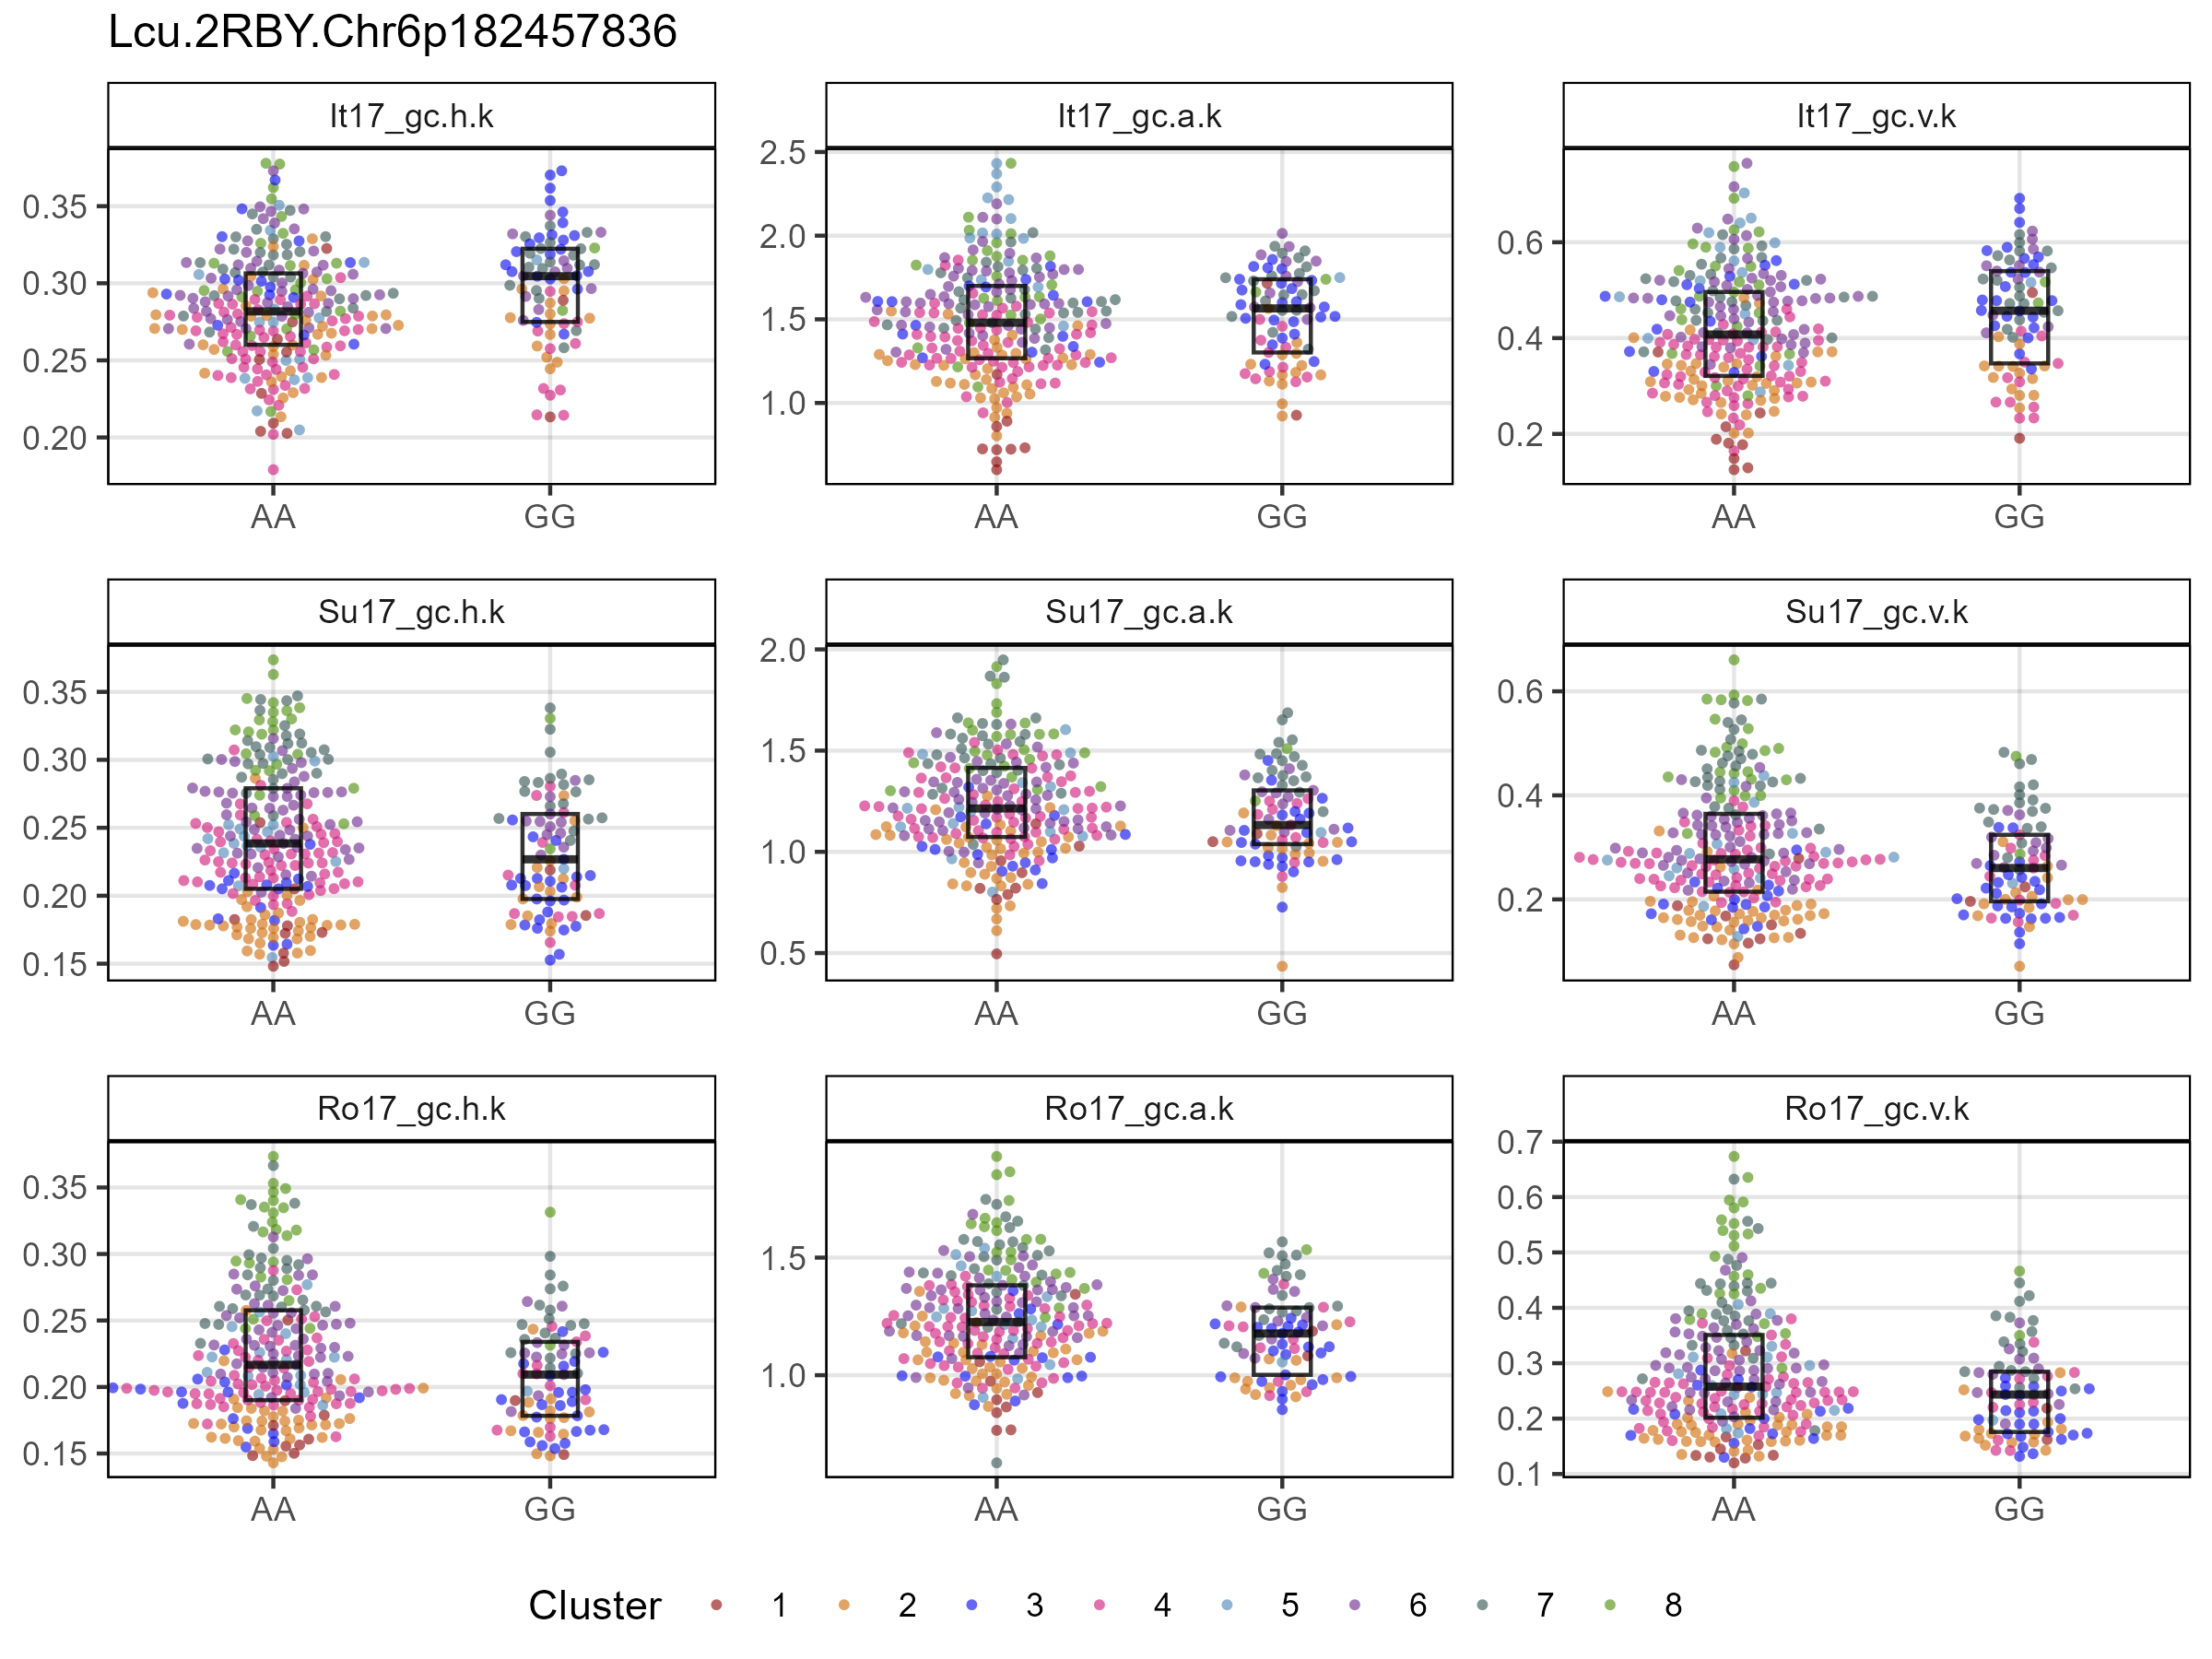 Lcu.2RBY.Chr6p182457836
It17_gc.h.k
It17_gc.a.k
It17_gc.v.k
0.35
0.30
0.25
0.20
2.5
2.0
1.5
1.0
0.6
0.4
0.2
AA
GG
AA
GG
AA
GG
Su17_gc.h.k
Su17_gc.a.k
Su17_gc.v.k
0.35
0.30
0.25
0.20
0.15
2.0
1.5
1.0
0.5
0.6
0.4
0.2
AA
GG
AA
GG
AA
GG
Ro17_gc.h.k
Ro17_gc.a.k
Ro17_gc.v.k
0.35
0.30
0.25
0.20
0.15
1.5
1.0
0.7
0.6
0.5
0.4
0.3
0.2
0.1
AA
GG
AA
GG
AA
GG
Cluster 1 2 3 4 5 6 7 8